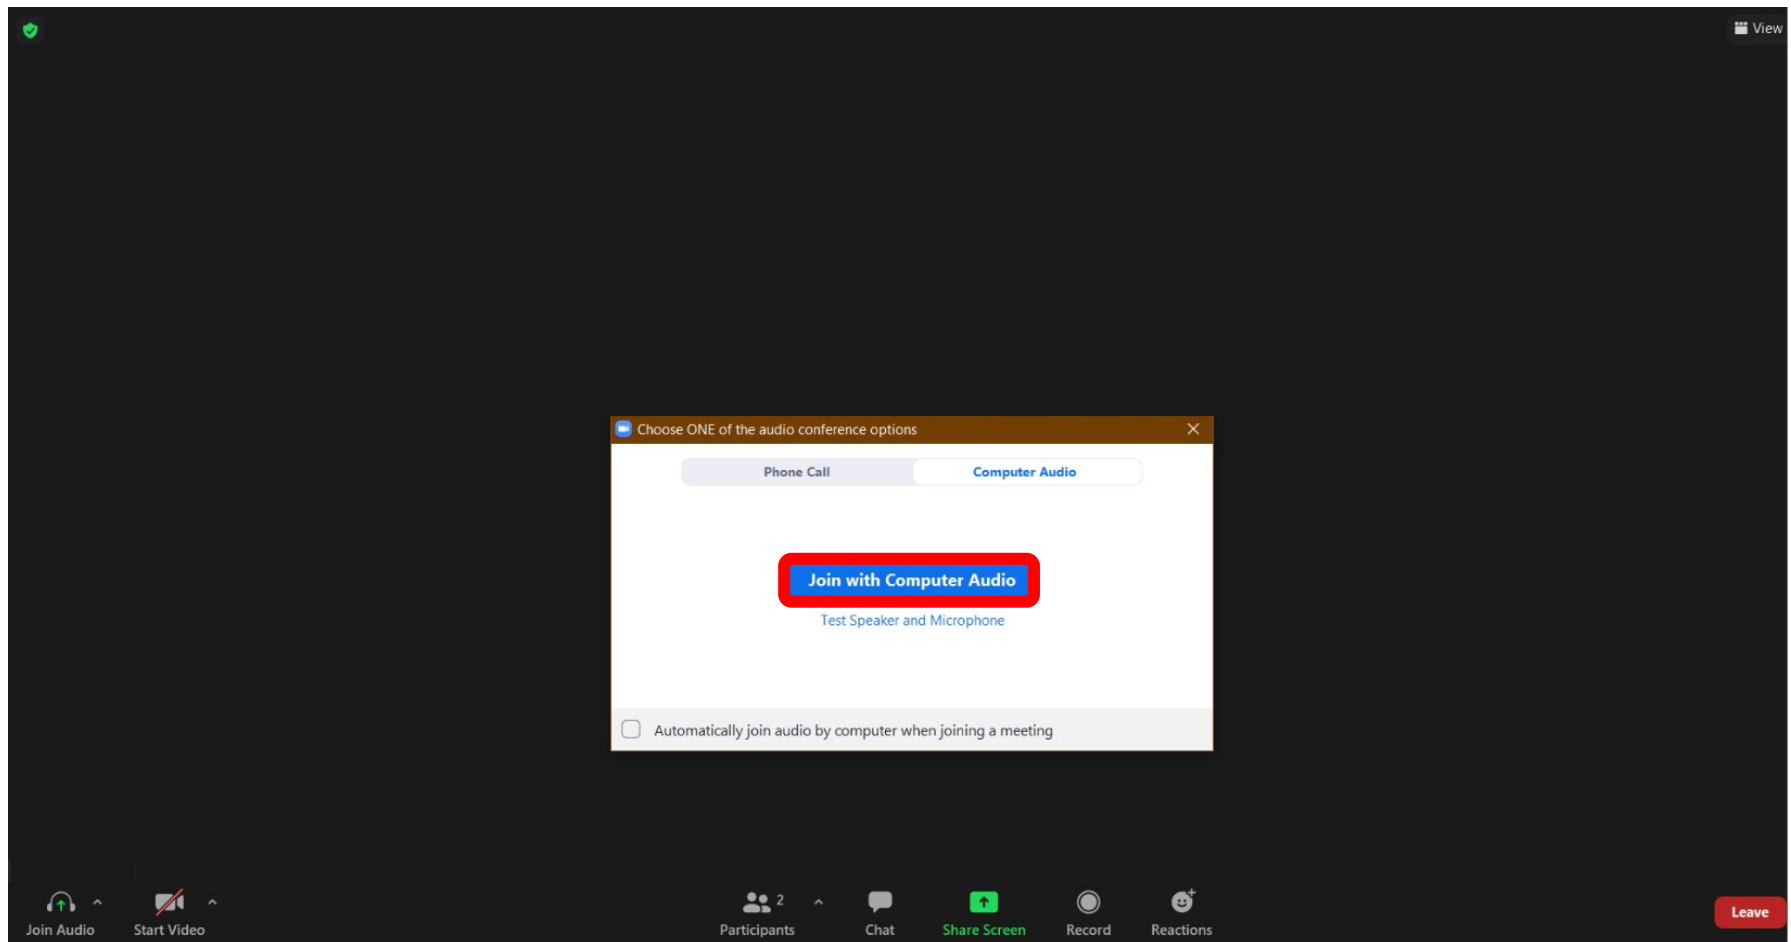 View
Choose ONE of the audio conference options
Phone Call
Computer Audio
Join with Computer Audio
Test Speaker and Microphone
Automatically join audio by computer when joining a meeting
Join Audio
Start Video
2
Participants
Chat
Share Screen
Record
Reactions
Leave